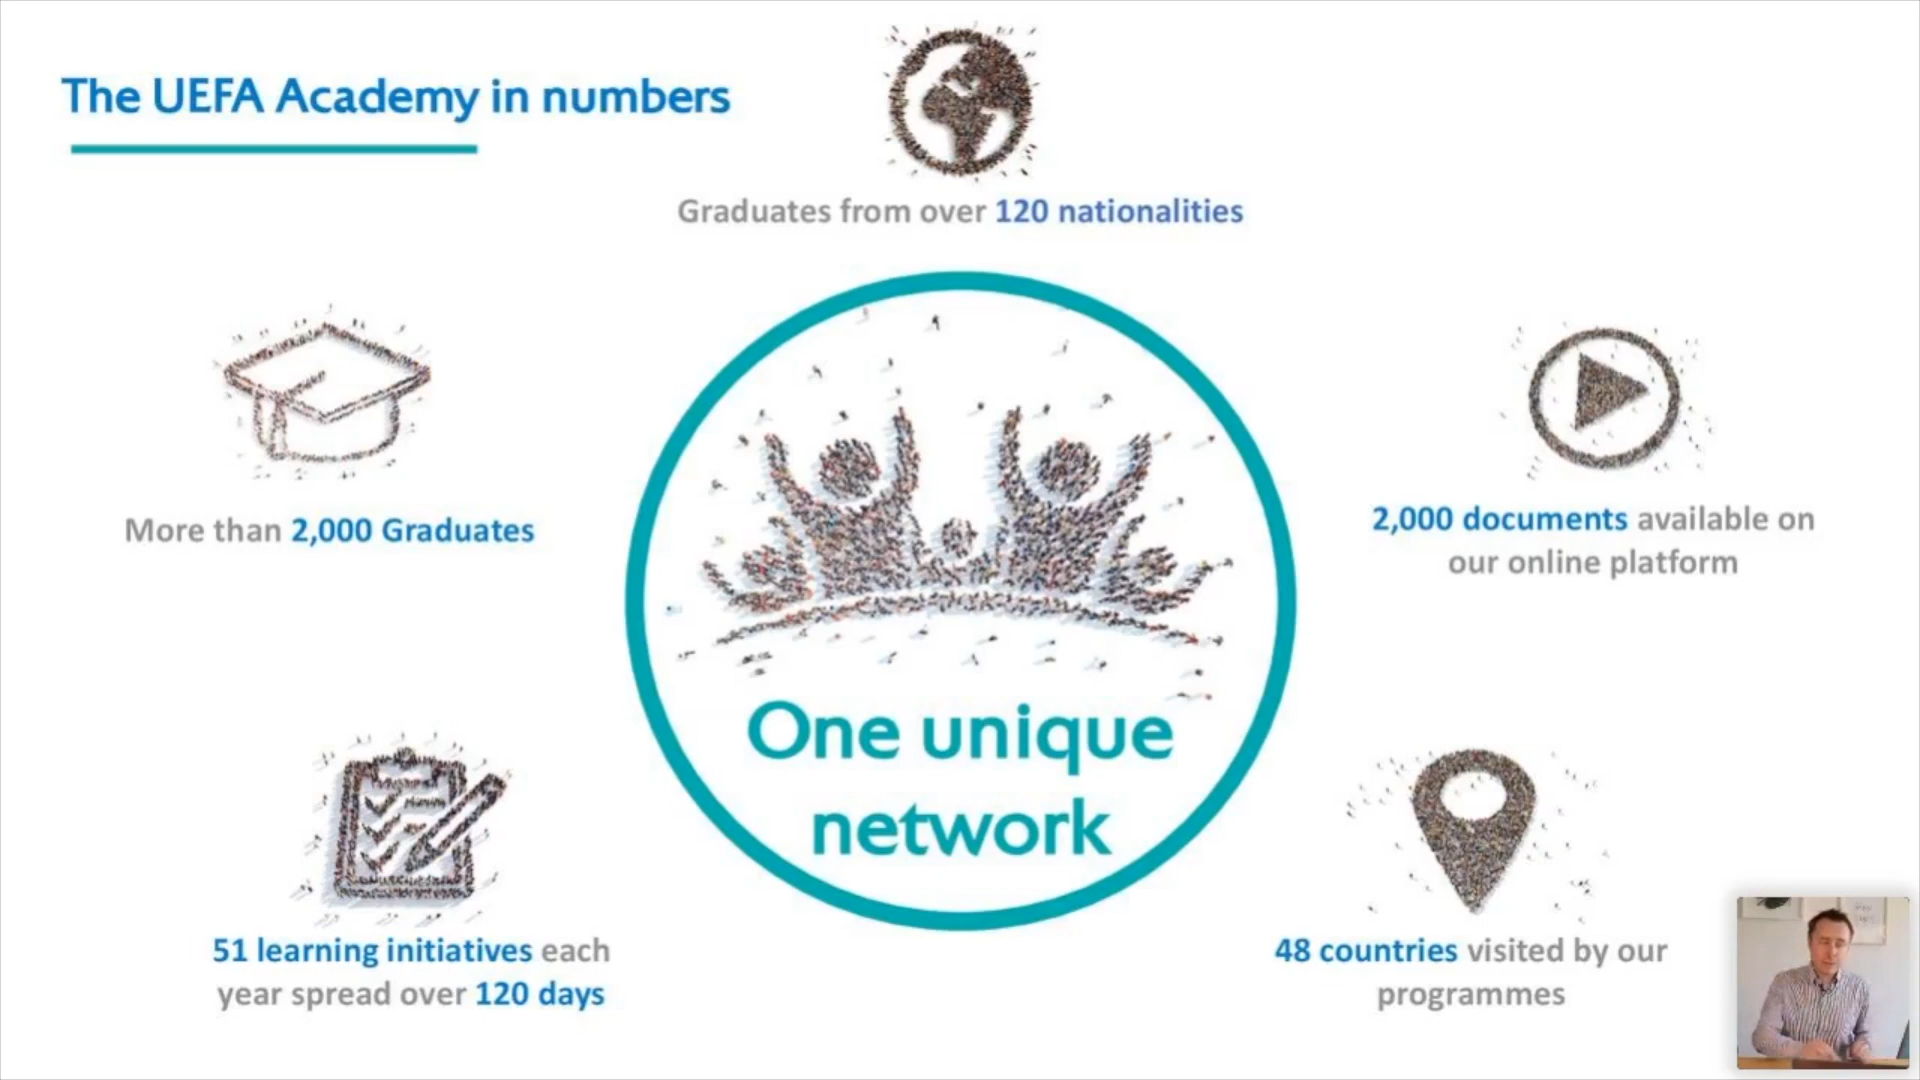 The UEFA Academy in numbers
Graduates from over 120 nationalities
More than 2,000 Graduates
2,000 documents available on
our online platform
One unique
network
51 learning initiatives each
year spread over 120 days
48 countries visited by our
programmes